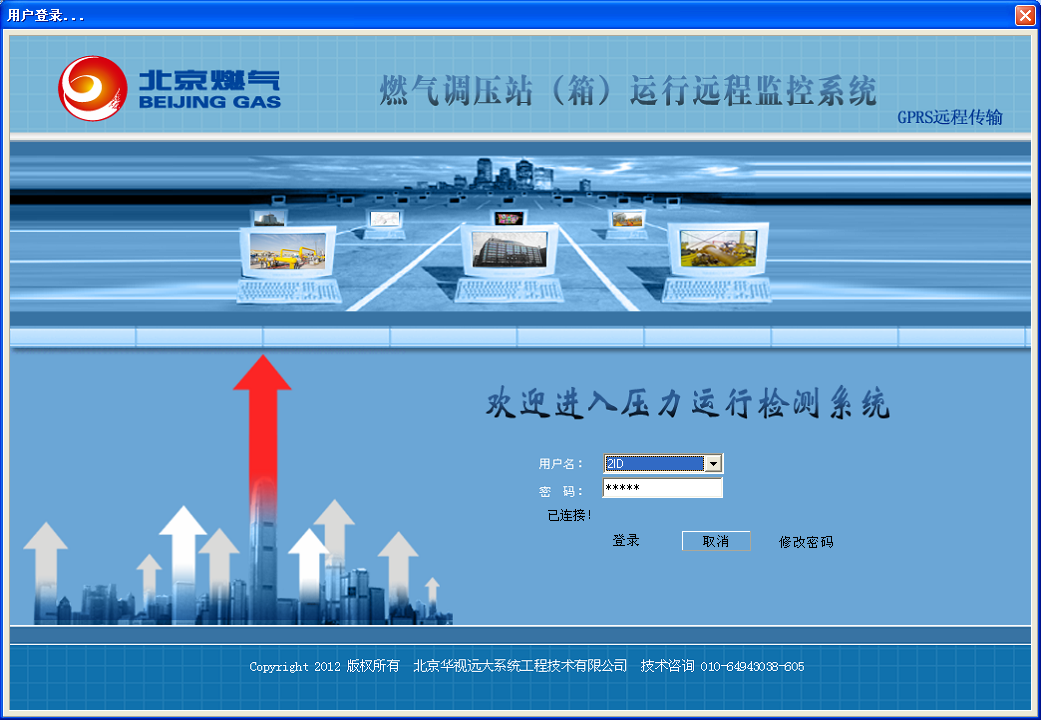 用户登录...
北京燃气
BEIJING GAS
燃气调压站（箱）运行远程监控系统
GPRS远程传输
欢迎进入压力运行检测系统
用户名： 2ID
密 码： *****
已连接!
登录 取消 修改密码
Copyright 2012 版权所有 北京华视远大系统工程技术有限公司 技术咨询 010-64943038-605